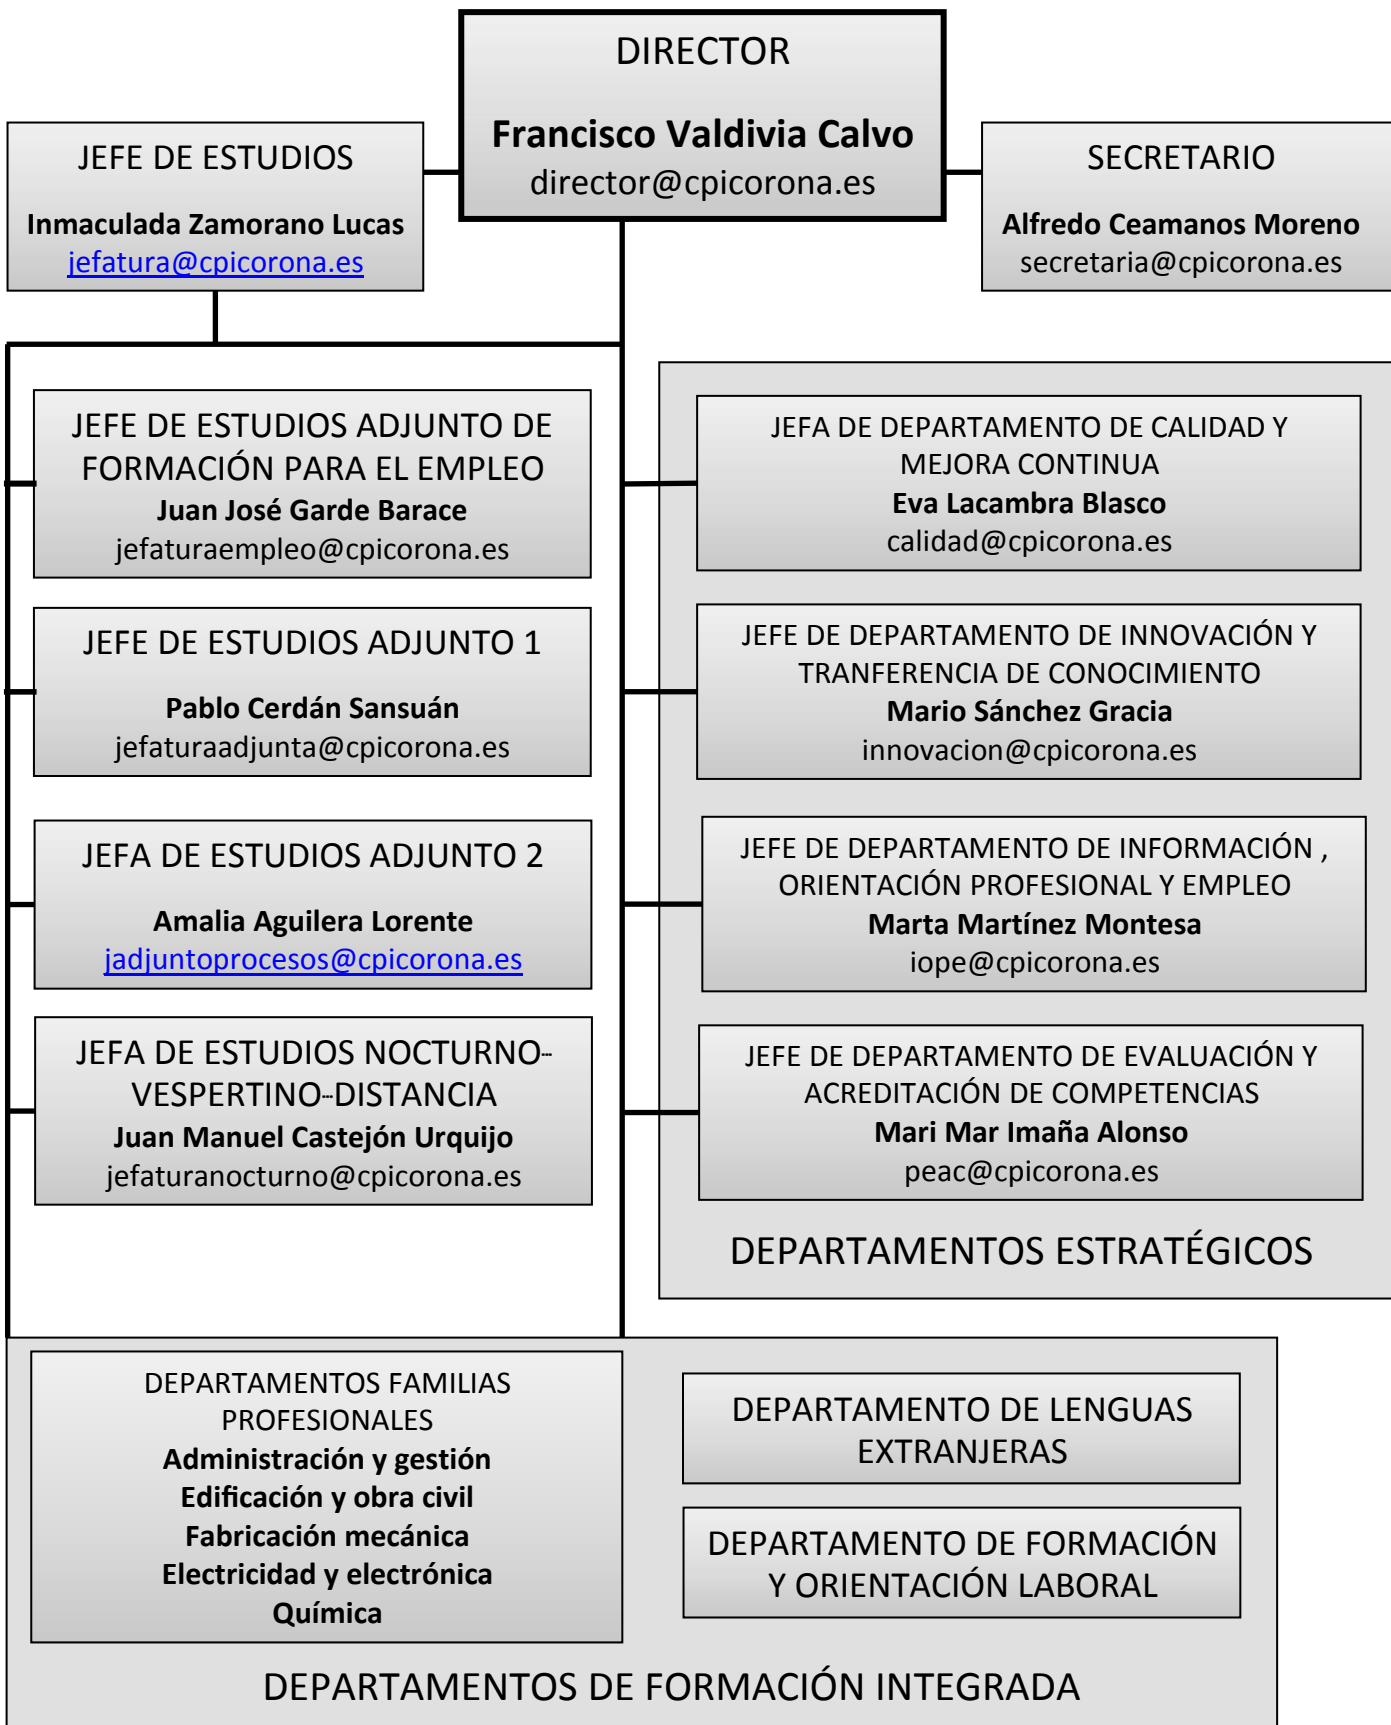 DIRECTOR
Francisco Valdivia Calvo
director@cpicorona.es
JEFE DE ESTUDIOS
Inmaculada Zamorano Lucas
jefatura@cpicorona.es
SECRETARIO
Alfredo Ceamanos Moreno
secretaria@cpicorona.es
JEFE DE ESTUDIOS ADJUNTO DE
FORMACIÓN PARA EL EMPLEO
Juan José Garde Barace
jefaturaempleo@cpicorona.es
JEFE DE ESTUDIOS ADJUNTO 1
Pablo Cerdán Sansuán
jefaturaadjunta@cpicorona.es
JEFA DE ESTUDIOS ADJUNTO 2
Amalia Aguilera Lorente
jadjuntoprocesos@cpicorona.es
JEFA DE ESTUDIOS NOCTURNO-
VESPERTINO-DISTANCIA
Juan Manuel Castejón Urquijo
jefaturanocturno@cpicorona.es
JEFA DE DEPARTAMENTO DE CALIDAD Y
MEJORA CONTINUA
Eva Lacambra Blasco
calidad@cpicorona.es
JEFE DE DEPARTAMENTO DE INNOVACIÓN Y
TRANFERENCIA DE CONOCIMIENTO
Mario Sánchez Gracia
innovacion@cpicorona.es
JEFE DE DEPARTAMENTO DE INFORMACIÓN ,
ORIENTACIÓN PROFESIONAL Y EMPLEO
Marta Martínez Montesa
iope@cpicorona.es
JEFE DE DEPARTAMENTO DE EVALUACIÓN Y
ACREDITACIÓN DE COMPETENCIAS
Mari Mar Imaña Alonso
peac@cpicorona.es
DEPARTAMENTOS ESTRATÉGICOS
DEPARTAMENTOS FAMILIAS
PROFESIONALES
Administración y gestión
Edificación y obra civil
Fabricación mecánica
Electricidad y electrónica
Química
DEPARTAMENTO DE LENGUAS
EXTRANJERAS
DEPARTAMENTO DE FORMACIÓN
Y ORIENTACIÓN LABORAL
DEPARTAMENTOS DE FORMACIÓN INTEGRADA